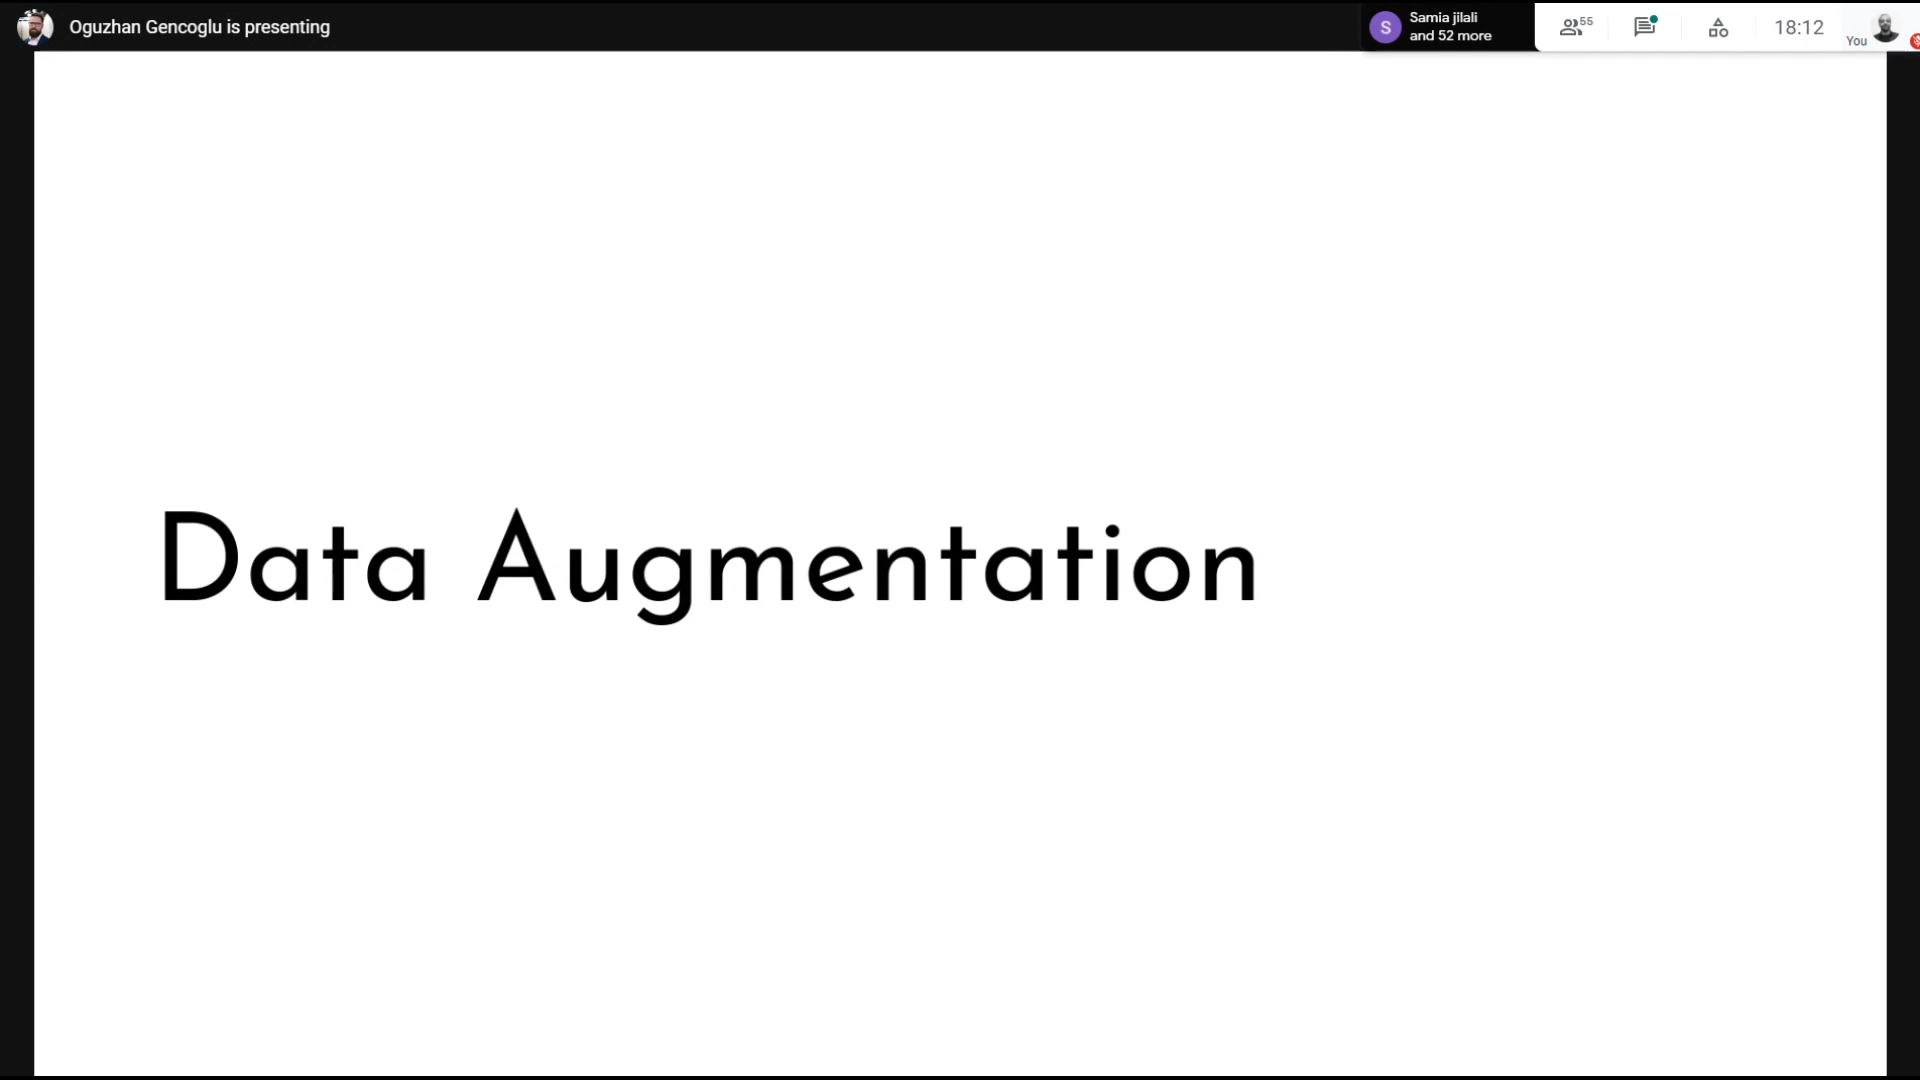 Oguzhan Gencoglu is presenting
S
Samia jilali
and 52 more
55
18:12
You
Data Augmentation